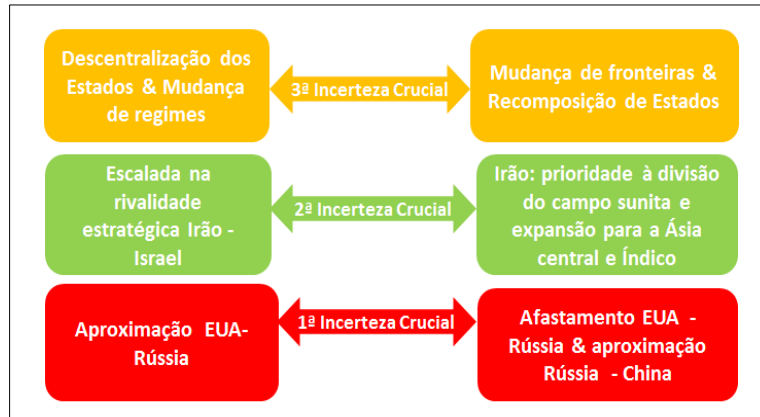 Descentralização dos
Estados & Mudança
de regimes
3ª Incerteza Crucial
Mudança de fronteiras &
Recomposição de Estados
Escalada na
rivalidade
estratégica Irão -
Israel
2ª Incerteza Crucial
Irão: prioridade à divisão
do campo sunita e
expansão para a Ásia
central e Índico
Aproximação EUA-
Rússia
1ª Incerteza Crucial
Afastamento EUA -
Rússia & aproximação
Rússia - China